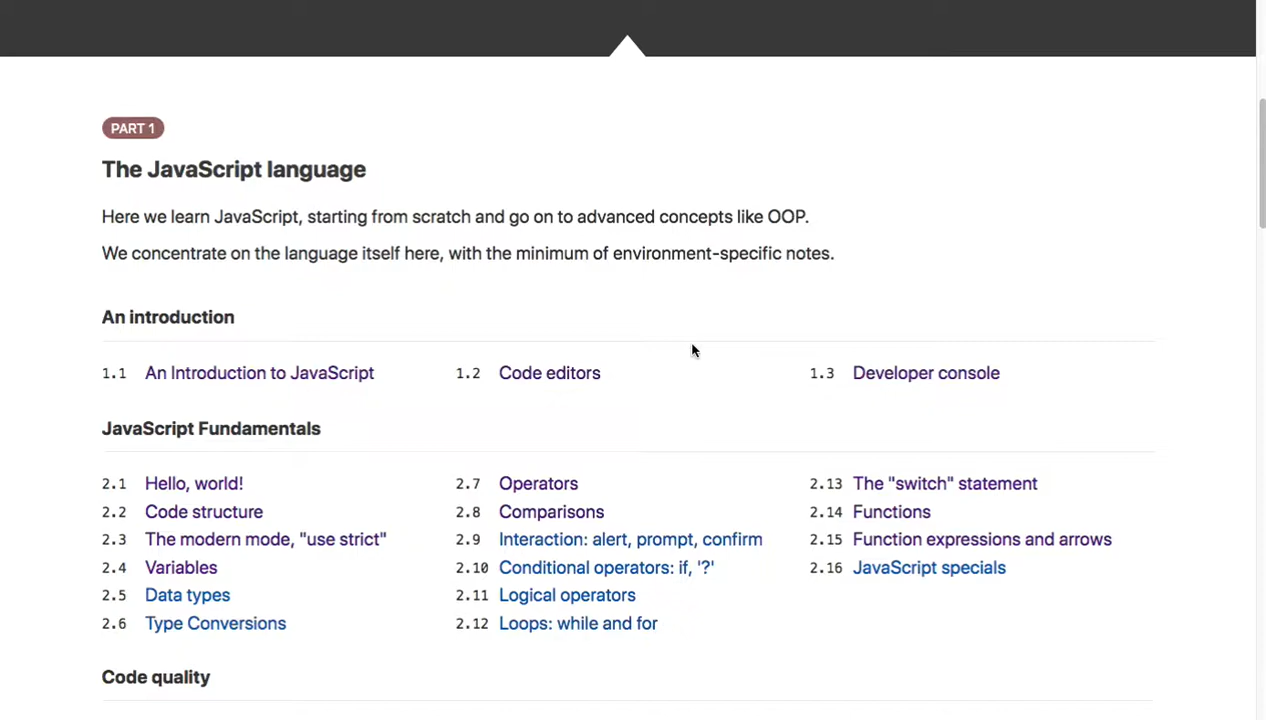 PART 1
The JavaScript language
Here we learn JavaScript, starting from scratch and go on to advanced concepts like OOP.
We concentrate on the language itself here, with the minimum of environment-specific notes.
An introduction
1.1 An Introduction to JavaScript 1.2 Code editors 1.3 Developer console
JavaScript Fundamentals
2.1 Hello, world! 2.7 Operators 2.13 The "switch" statement
2.2 Code structure 2.8 Comparisons 2.14 Functions
2.3 The modern mode, "use strict" 2.9 Interaction: alert, prompt, confirm 2.15 Function expressions and arrows
2.4 Variables 2.10 Conditional operators: if, '?' 2.16 JavaScript specials
2.5 Data types 2.11 Logical operators
2.6 Type Conversions 2.12 Loops: while and for
Code quality